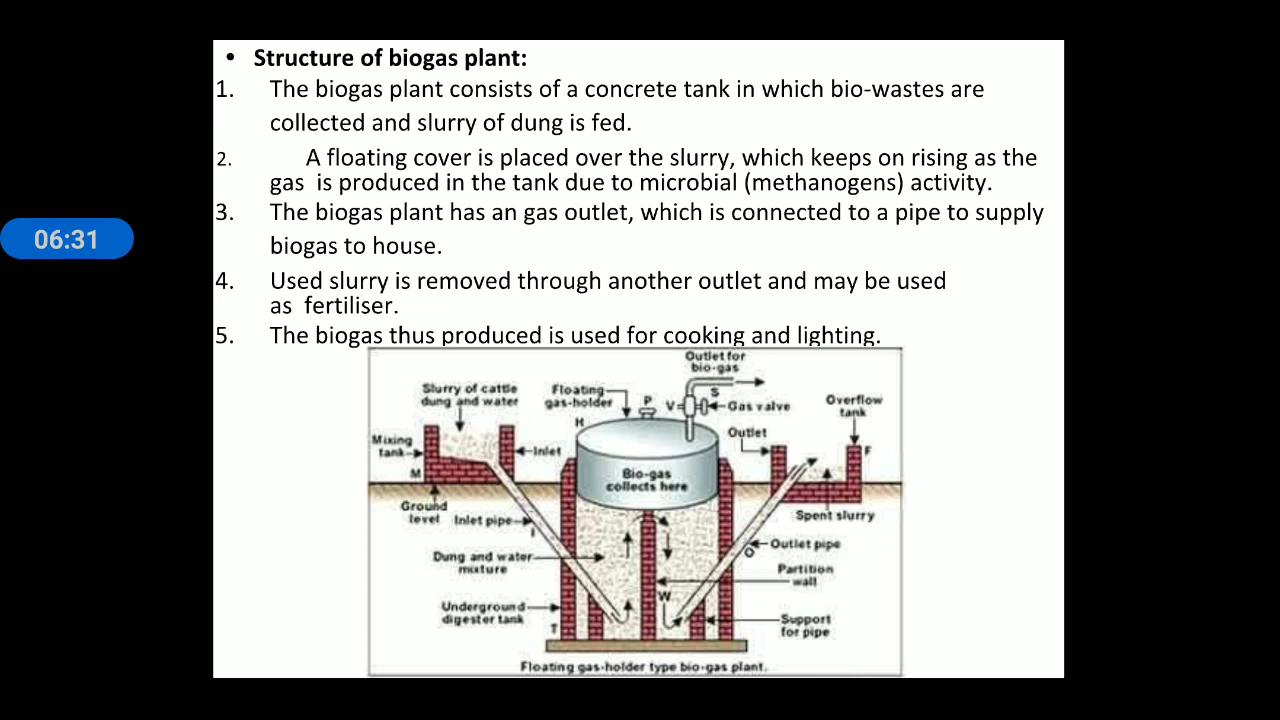 • Structure of biogas plant:
1. The biogas plant consists of a concrete tank in which bio-wastes are
collected and slurry of dung is fed.
2. A floating cover is placed over the slurry, which keeps on rising as the
gas is produced in the tank due to microbial (methanogens) activity.
06:31
3. The biogas plant has an gas outlet, which is connected to a pipe to supply
biogas to house.
4. Used slurry is removed through another outlet and may be used
as fertiliser.
5. The biogas thus produced is used for cooking and lighting.
Outlet for
bio-gas
Slurry of cattle
dung and water
Floating
gas-holder
P
V
S
Gas valve
Overflow
tank
H
Mixing
tank
Inlet
Outlet
F
M
Bio-gas
collects here
Ground
level
Inlet pipe
I
Spent slurry
Dung and water
mixture
Outlet pipe
O
Partition
wall
W
Underground
digester tank
T
Support
for pipe
Floating gas-holder type bio-gas plant.